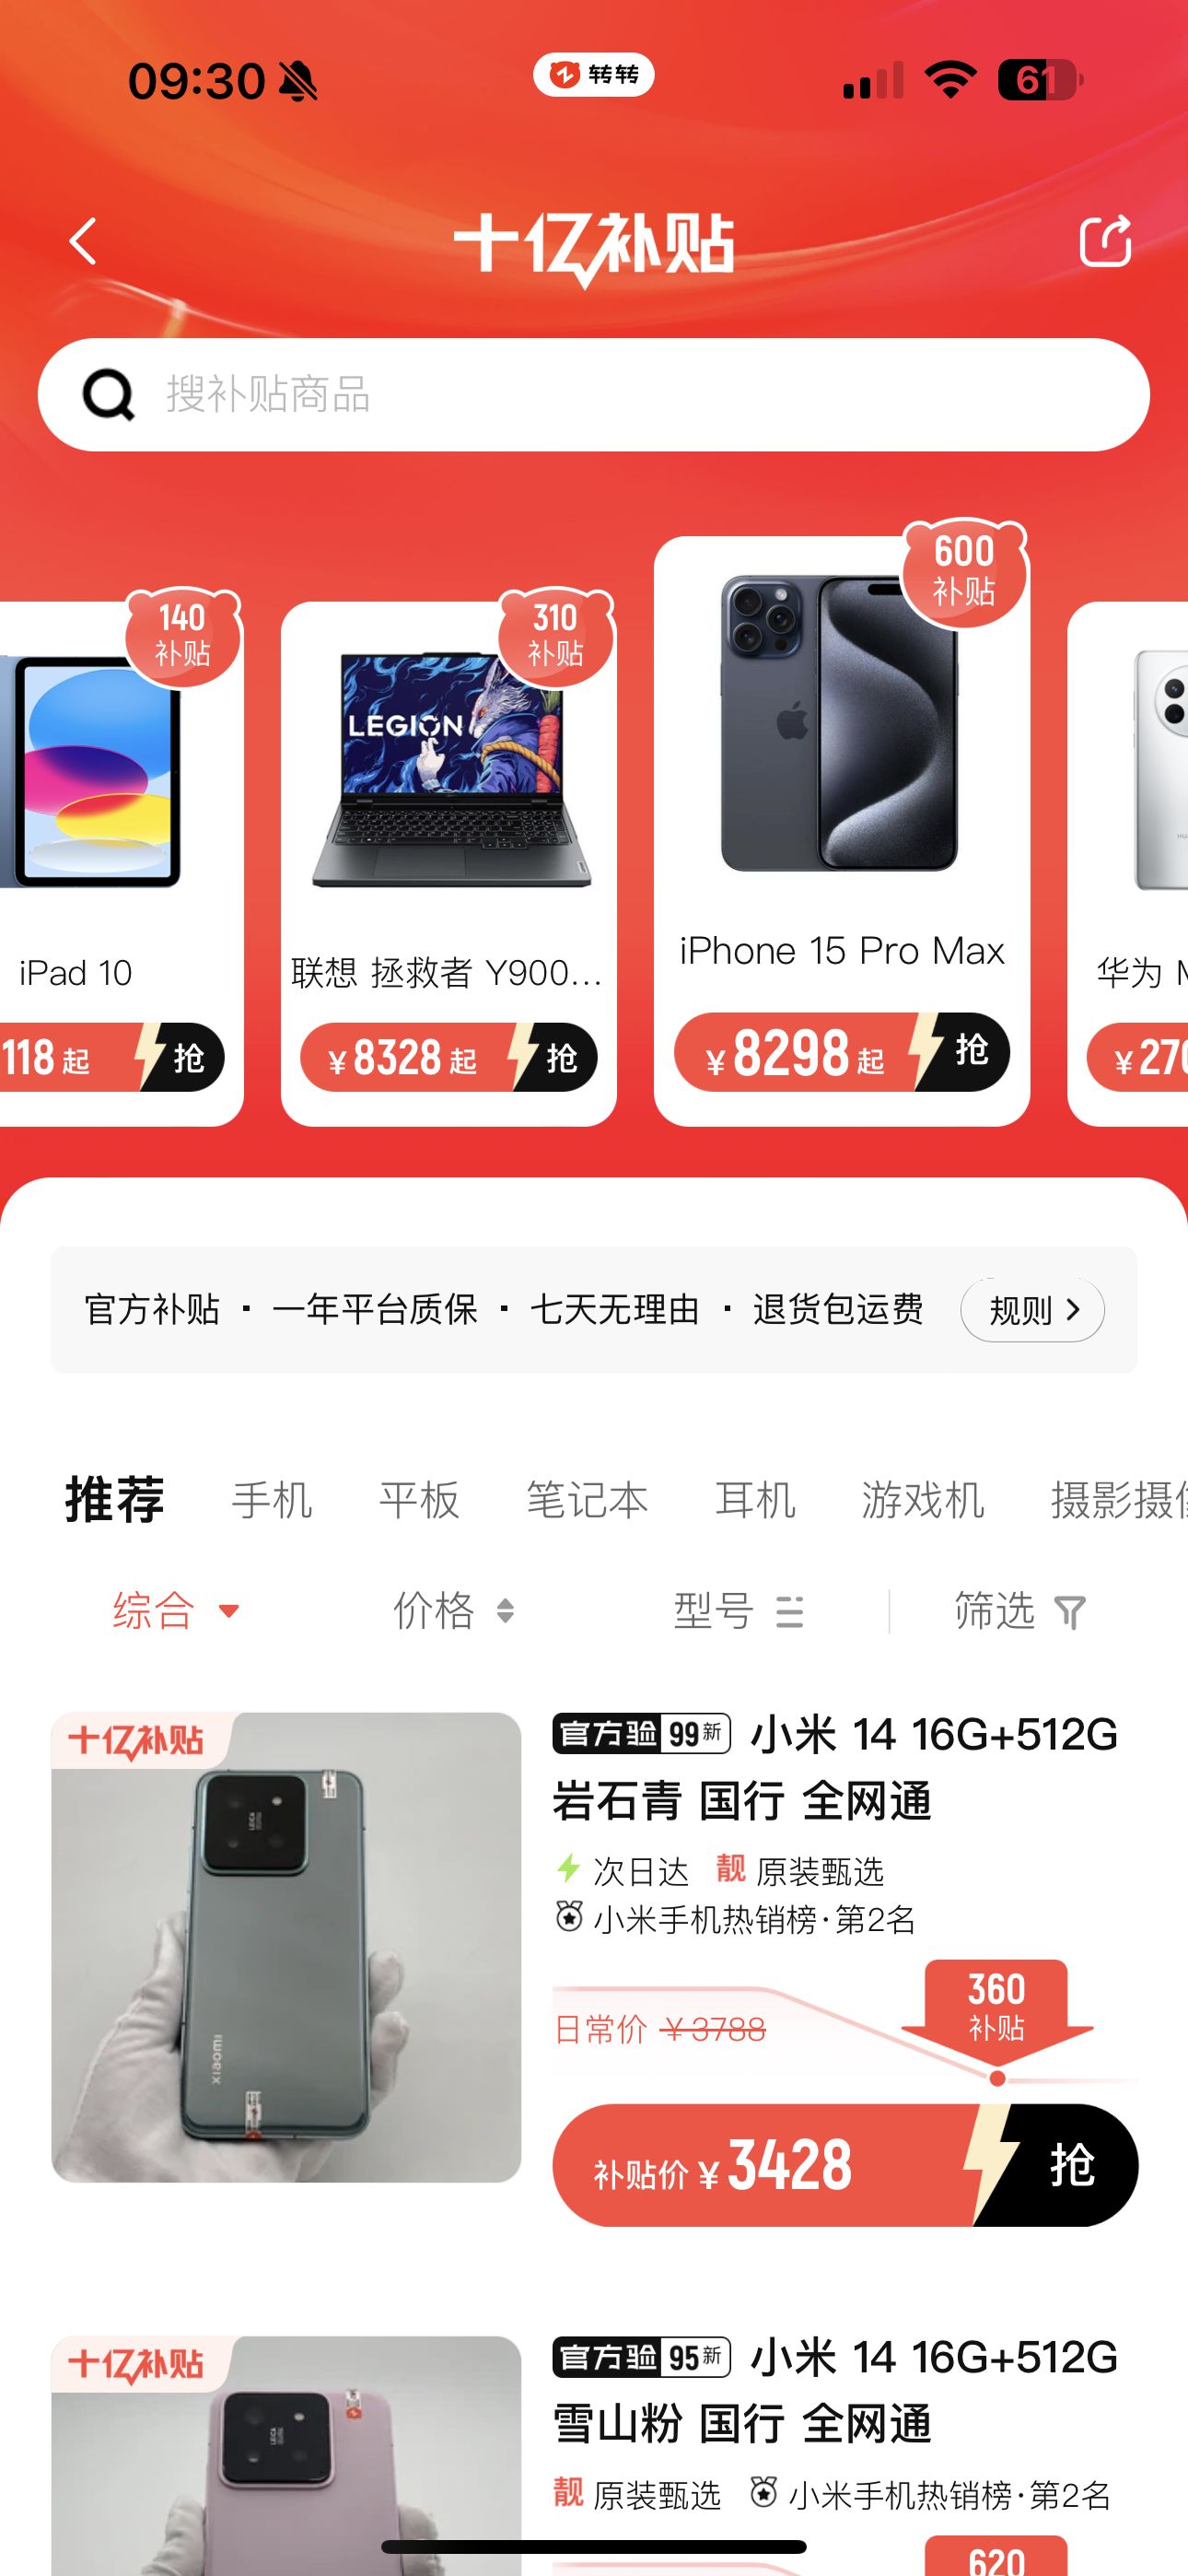 09:30
转转
61
十亿补贴
搜补贴商品
140
补贴
310
补贴
600
补贴
LEGION
iPad 10
联想 拯救者 Y900...
iPhone 15 Pro Max
华为
118 起
抢
¥8328 起
抢
¥8298 起
抢
¥270
官方补贴 · 一年平台质保 · 七天无理由 · 退货包运费
规则
推荐
手机
平板
笔记本
耳机
游戏机
摄影摄
综合
价格
型号
筛选
十亿补贴
xiaomi
官方验 99新 小米 14 16G+512G
岩石青 国行 全网通
次日达 靓 原装甄选
小米手机热销榜·第2名
360
补贴
日常价 ¥3788
补贴价 ¥3428
抢
十亿补贴
官方验 95新 小米 14 16G+512G
雪山粉 国行 全网通
靓 原装甄选 小米手机热销榜·第2名
620